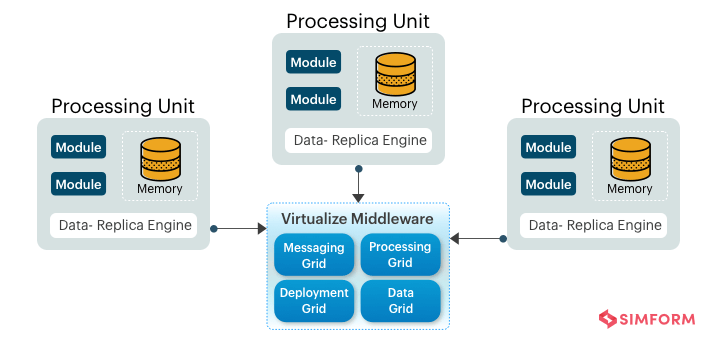 Processing Unit
Module
Module
Memory
Data- Replica Engine
Processing Unit
Module
Module
Memory
Data- Replica Engine
Processing Unit
Module
Module
Memory
Data- Replica Engine
Virtualize Middleware
Messaging
Grid
Processing
Grid
Deployment
Grid
Data
Grid
SIMFORM